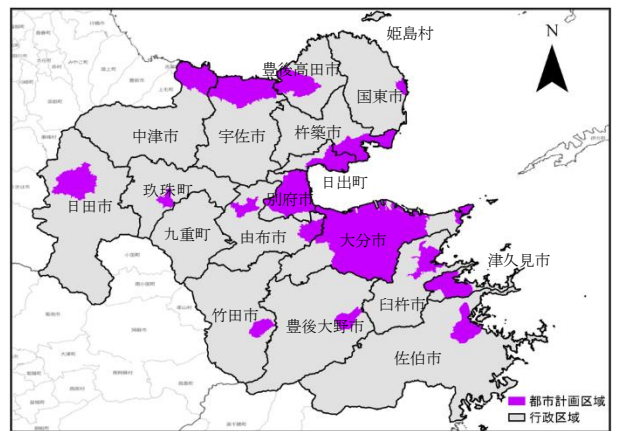 姫島村
N
豊後高田市
国東市
中津市
宇佐市
杵築市
日出町
玖珠町
別府市
日田市
九重町
由布市
大分市
津久見市
竹田市
豊後大野市
臼杵市
佐伯市
都市計画区域
行政区域